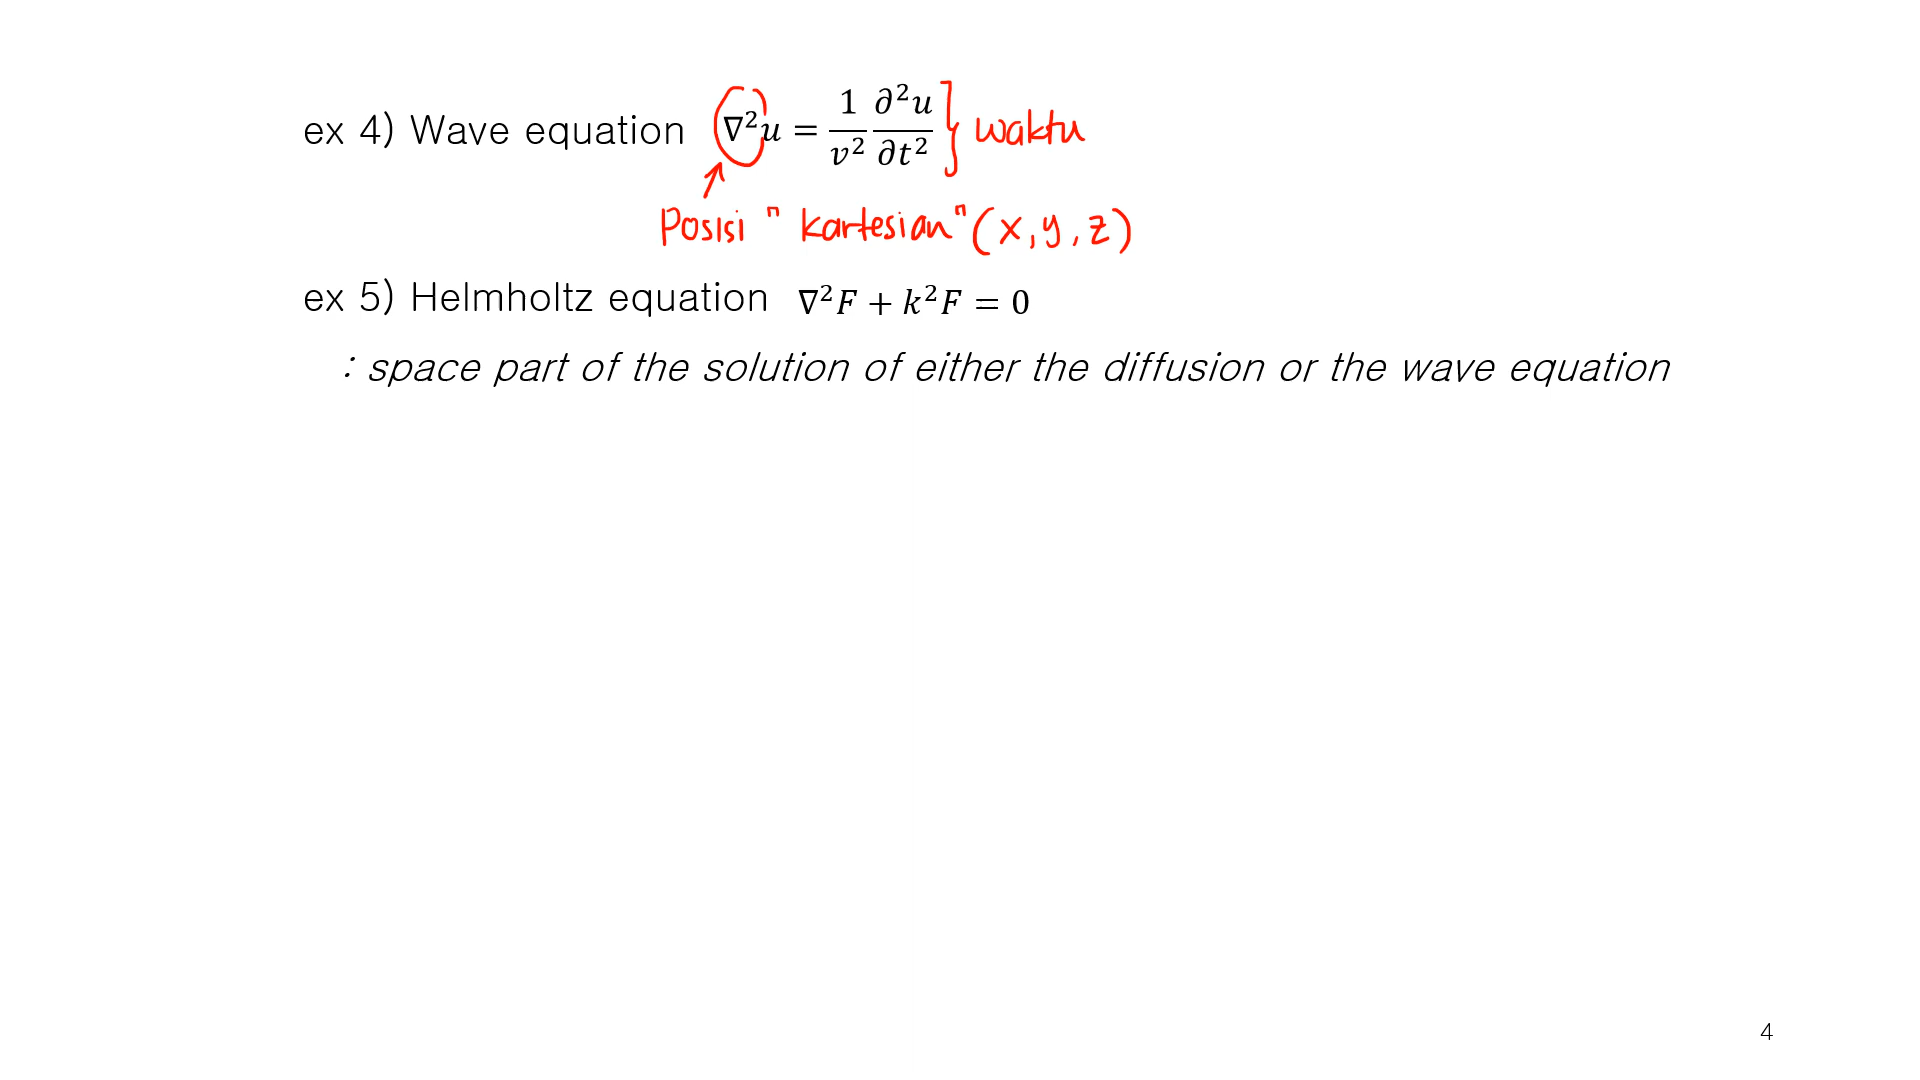 ex 4) Wave equation ∇²u = 1/v² ∂²u/∂t² } waktu
Posisi " kartesian" (x, y, z)
ex 5) Helmholtz equation ∇²F + k²F = 0
: space part of the solution of either the diffusion or the wave equation
4